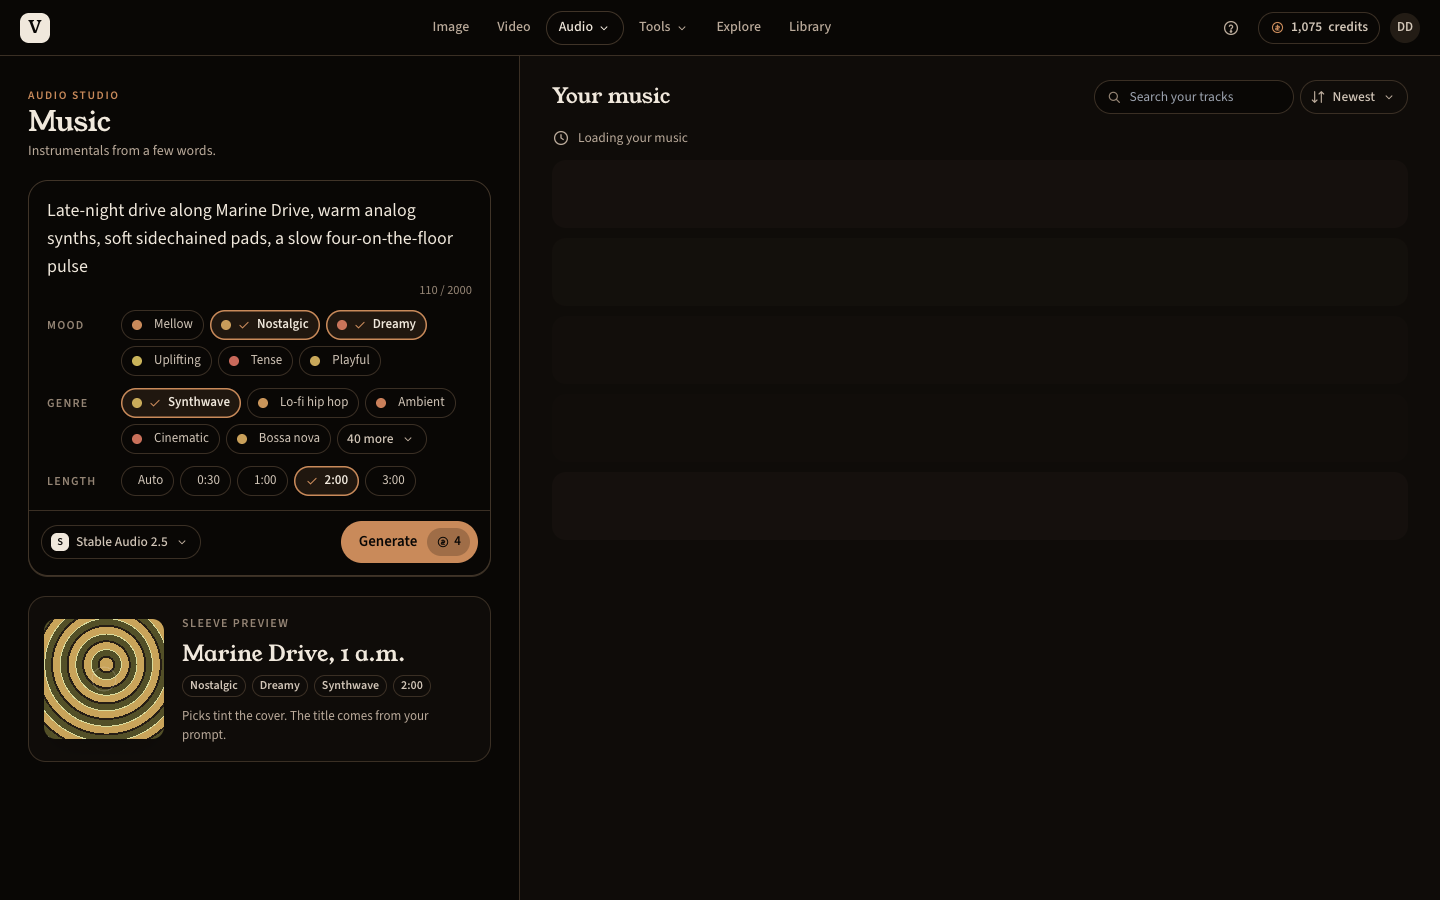 V
Image Video Audio Tools Explore Library
1,075 credits DD
AUDIO STUDIO
Music
Instrumentals from a few words.
Late-night drive along Marine Drive, warm analog
synths, soft sidechained pads, a slow four-on-the-floor
pulse
110 / 2000
MOOD Mellow Nostalgic Dreamy
Uplifting Tense Playful
GENRE Synthwave Lo-fi hip hop Ambient
Cinematic Bossa nova 40 more
LENGTH Auto 0:30 1:00 2:00 3:00
S Stable Audio 2.5 Generate 4
SLEEVE PREVIEW
Marine Drive, 1 a.m.
Nostalgic Dreamy Synthwave 2:00
Picks tint the cover. The title comes from your
prompt.
Your music
Search your tracks Newest
Loading your music